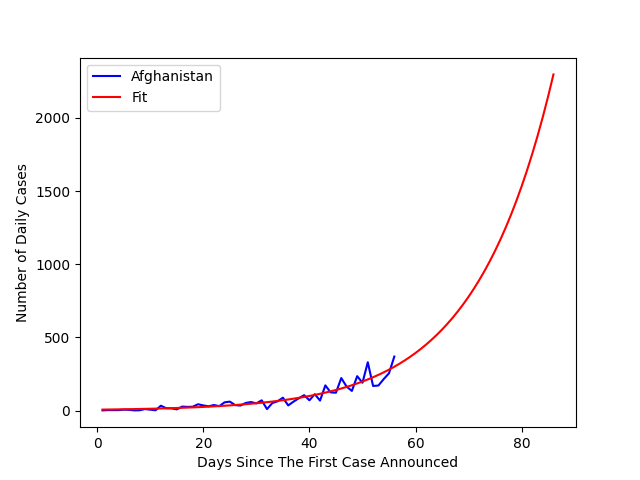 Afghanistan
Fit
Number of Daily Cases
2000
1500
1000
500
0
0 20 40 60 80
Days Since The First Case Announced